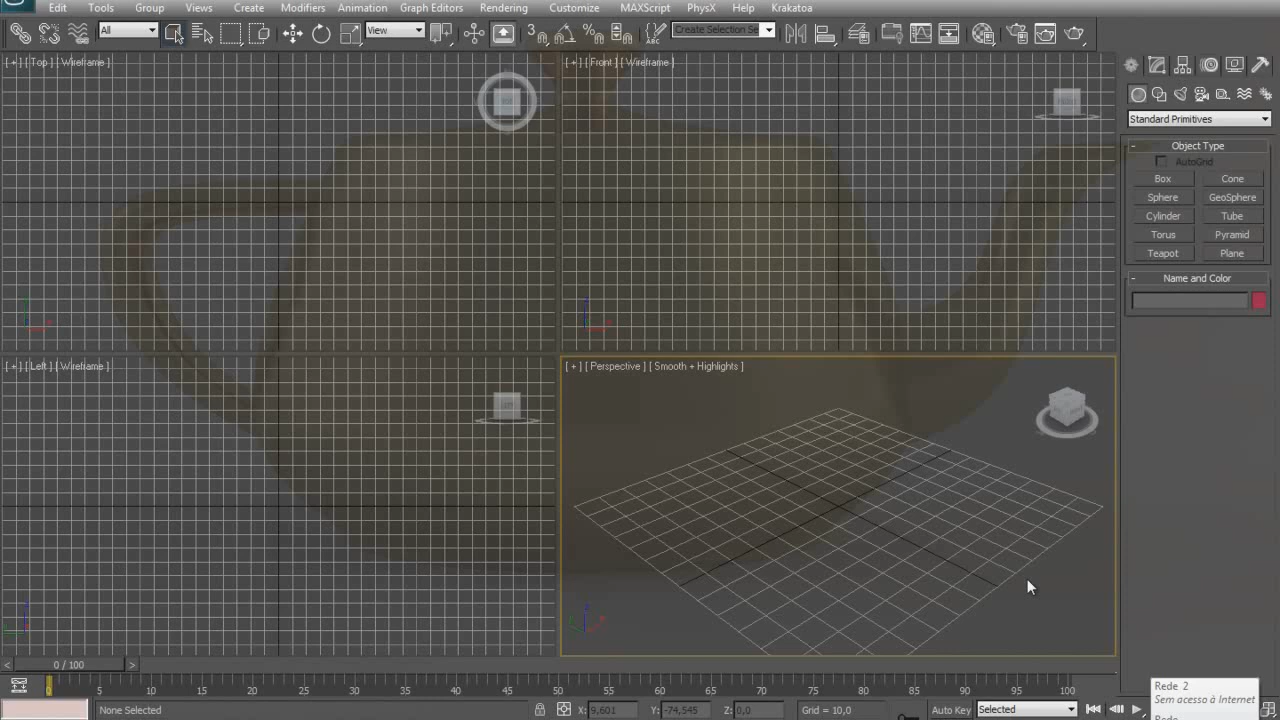 Edit Tools Group Views Create Modifiers Animation Graph Editors Rendering Customize MAXScript PhysX Help Krakatoa
All View 3 Create Selection Se
[ + ] [ Top ] [ Wireframe ]
[ + ] [ Front ] [ Wireframe ]
Standard Primitives
- Object Type
AutoGrid
Box Cone
Sphere GeoSphere
Cylinder Tube
Torus Pyramid
Teapot Plane
- Name and Color
[ + ] [ Left ] [ Wireframe ]
[ + ] [ Perspective ] [ Smooth + Highlights ]
< 0 / 100 >
0 5 10 15 20 25 30 35 40 45 50 55 60 65 70 75 80 85 90 95 100
None Selected X: 9,601 Y: -74,545 Z: 0,0 Grid = 10,0 Auto Key Selected
Rede 2
Sem acesso à Internet